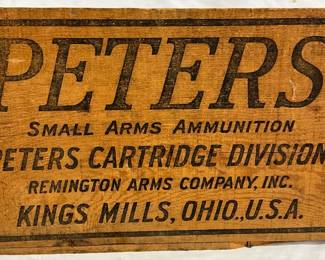 PETERS
SMALL ARMS AMMUNITION
PETERS CARTRIDGE DIVISION
REMINGTON ARMS COMPANY, INC.
KINGS MILLS, OHIO, U.S.A.